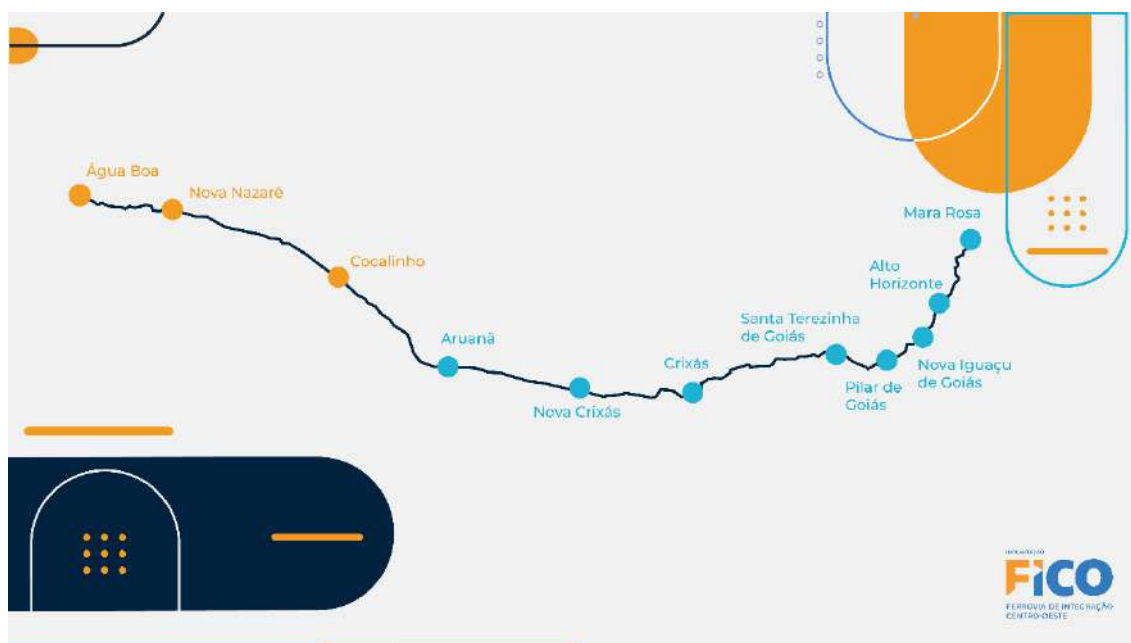 Água Boa
Nova Nazaré
Cocalinho
Aruanã
Nova Crixás
Crixás
Santa Terezinha
de Goiás
Pilar de
Goiás
Nova Iguaçu
de Goiás
Alto
Horizonte
Mara Rosa
FiCO
FERROVIA DE INTEGRAÇÃO
CENTRO-OESTE